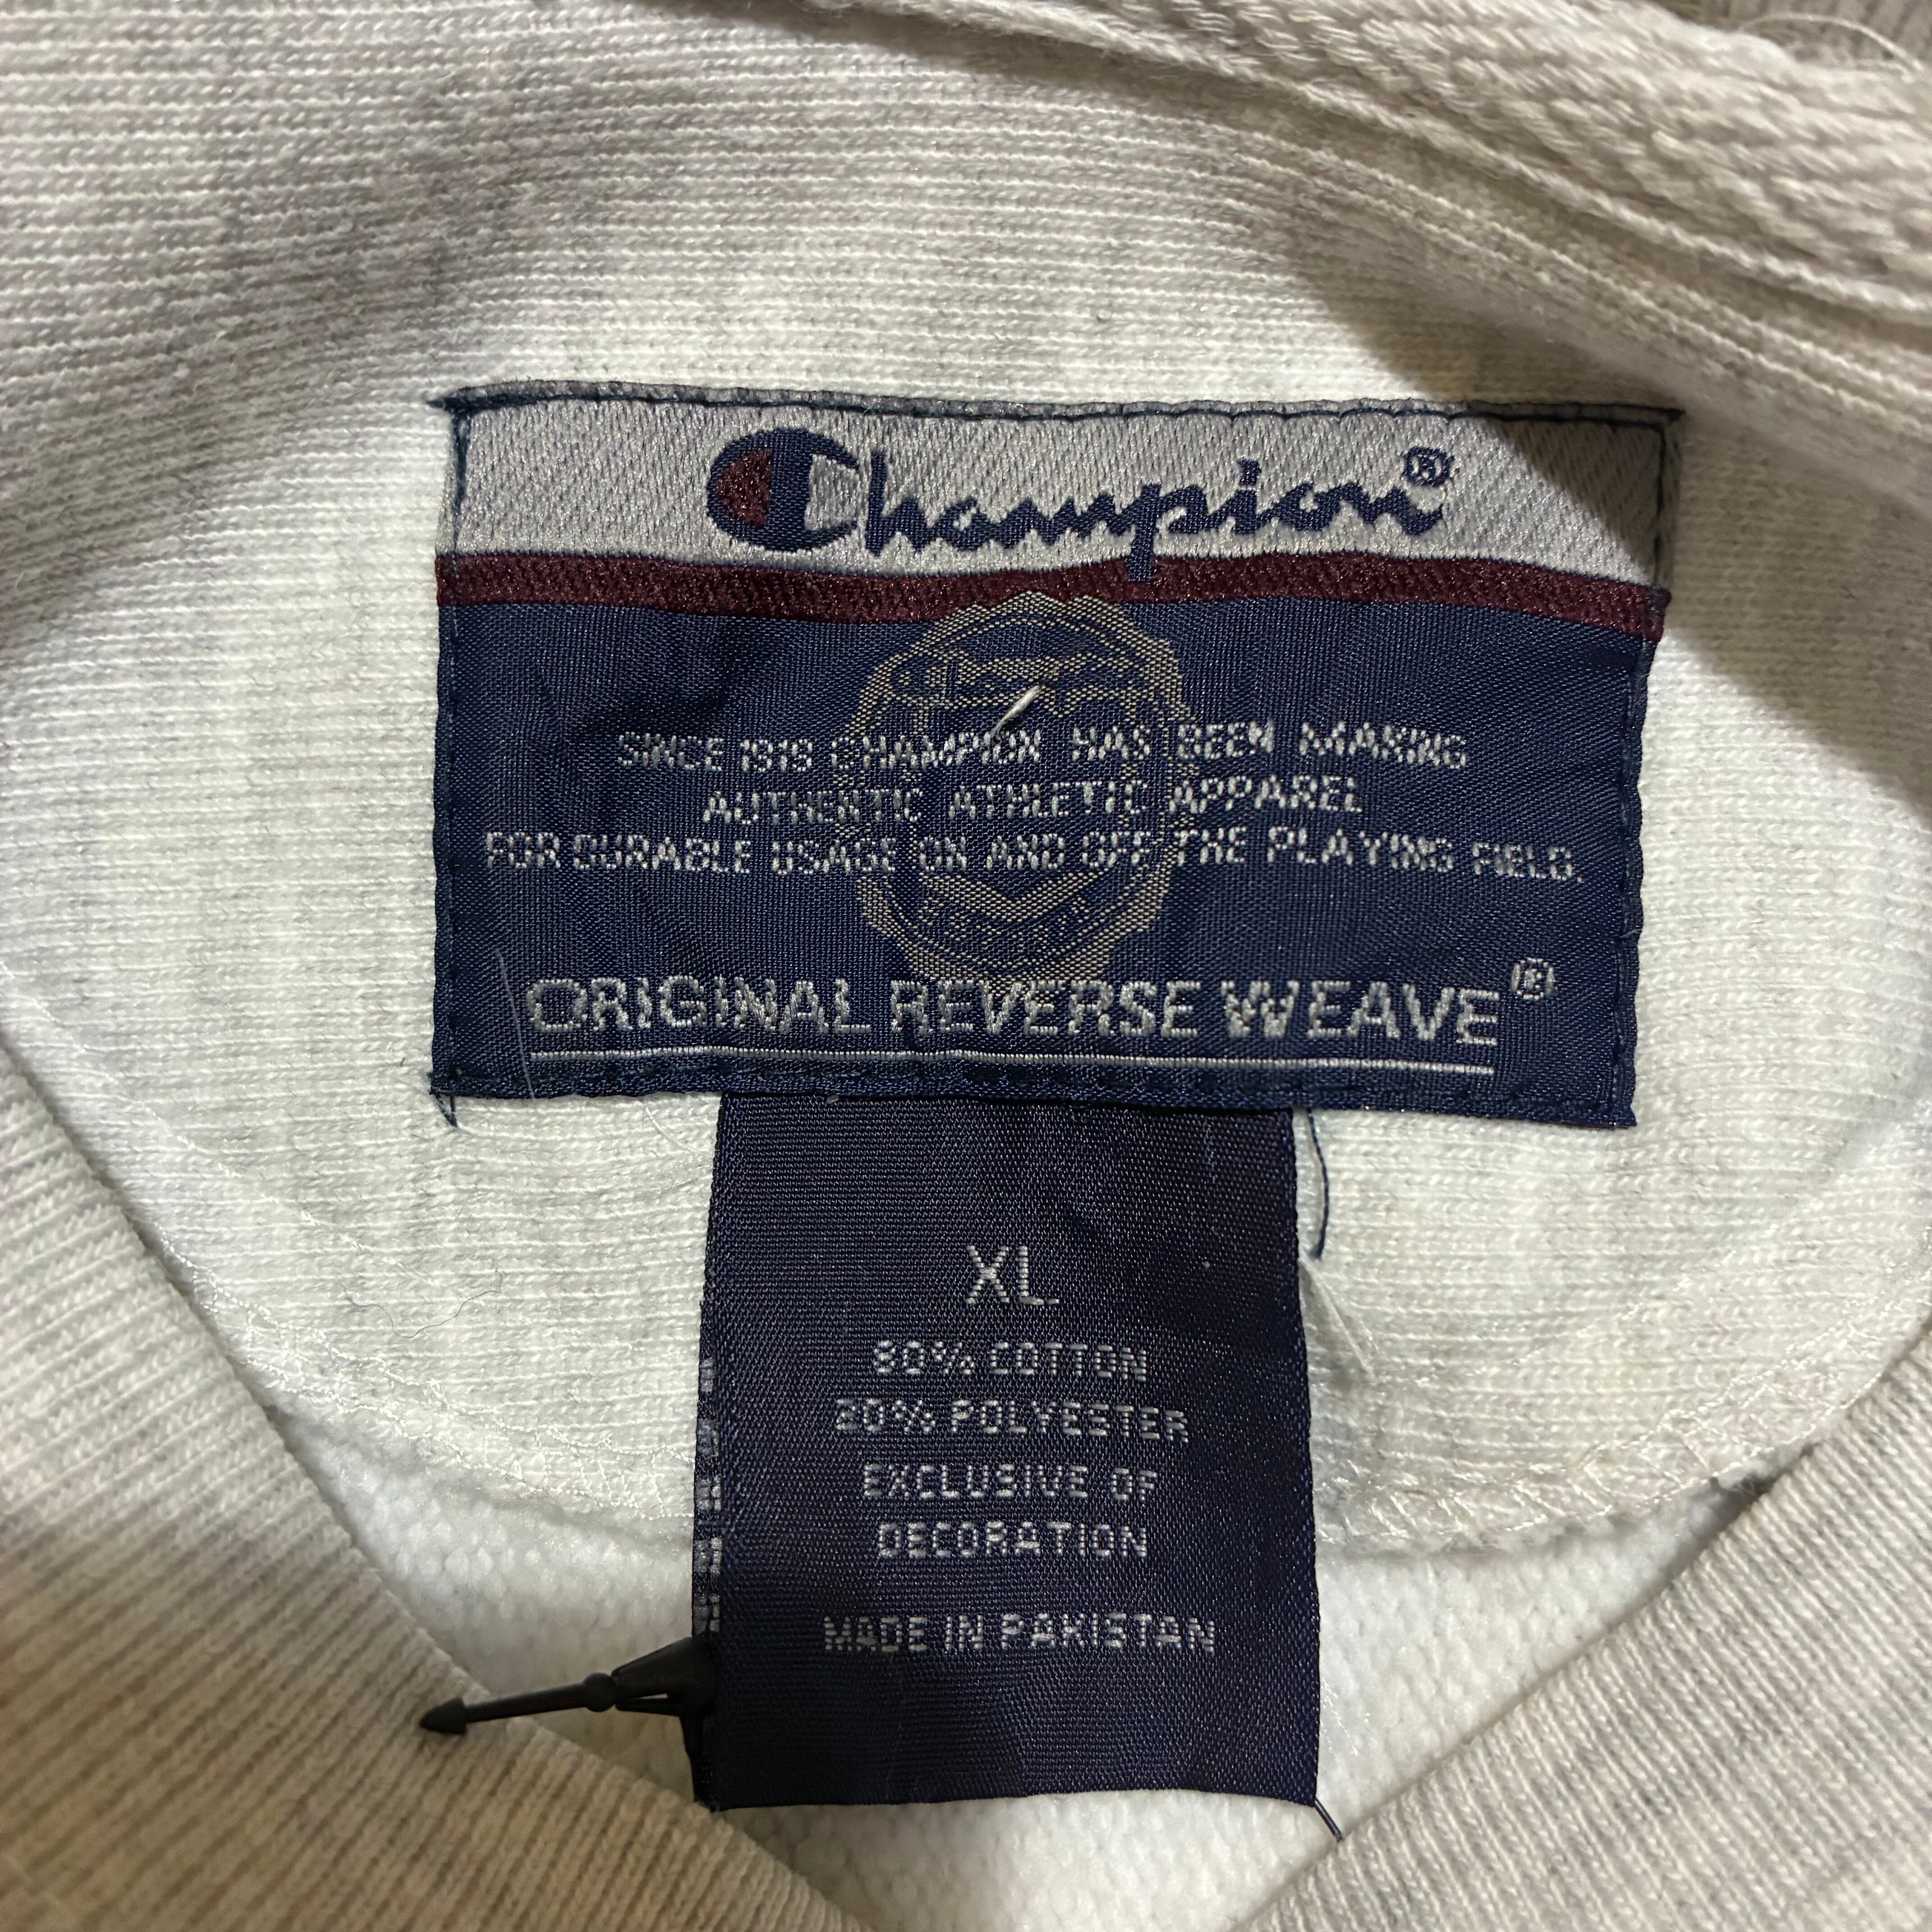 Champion®
SINCE 1919 CHAMPION HAS BEEN MAKING
AUTHENTIC ATHLETIC APPAREL
FOR DURABLE USAGE ON AND OFF THE PLAYING FIELD.
ORIGINAL REVERSE WEAVE®
XL
80% COTTON
20% POLYESTER
EXCLUSIVE OF
DECORATION
MADE IN PAKISTAN